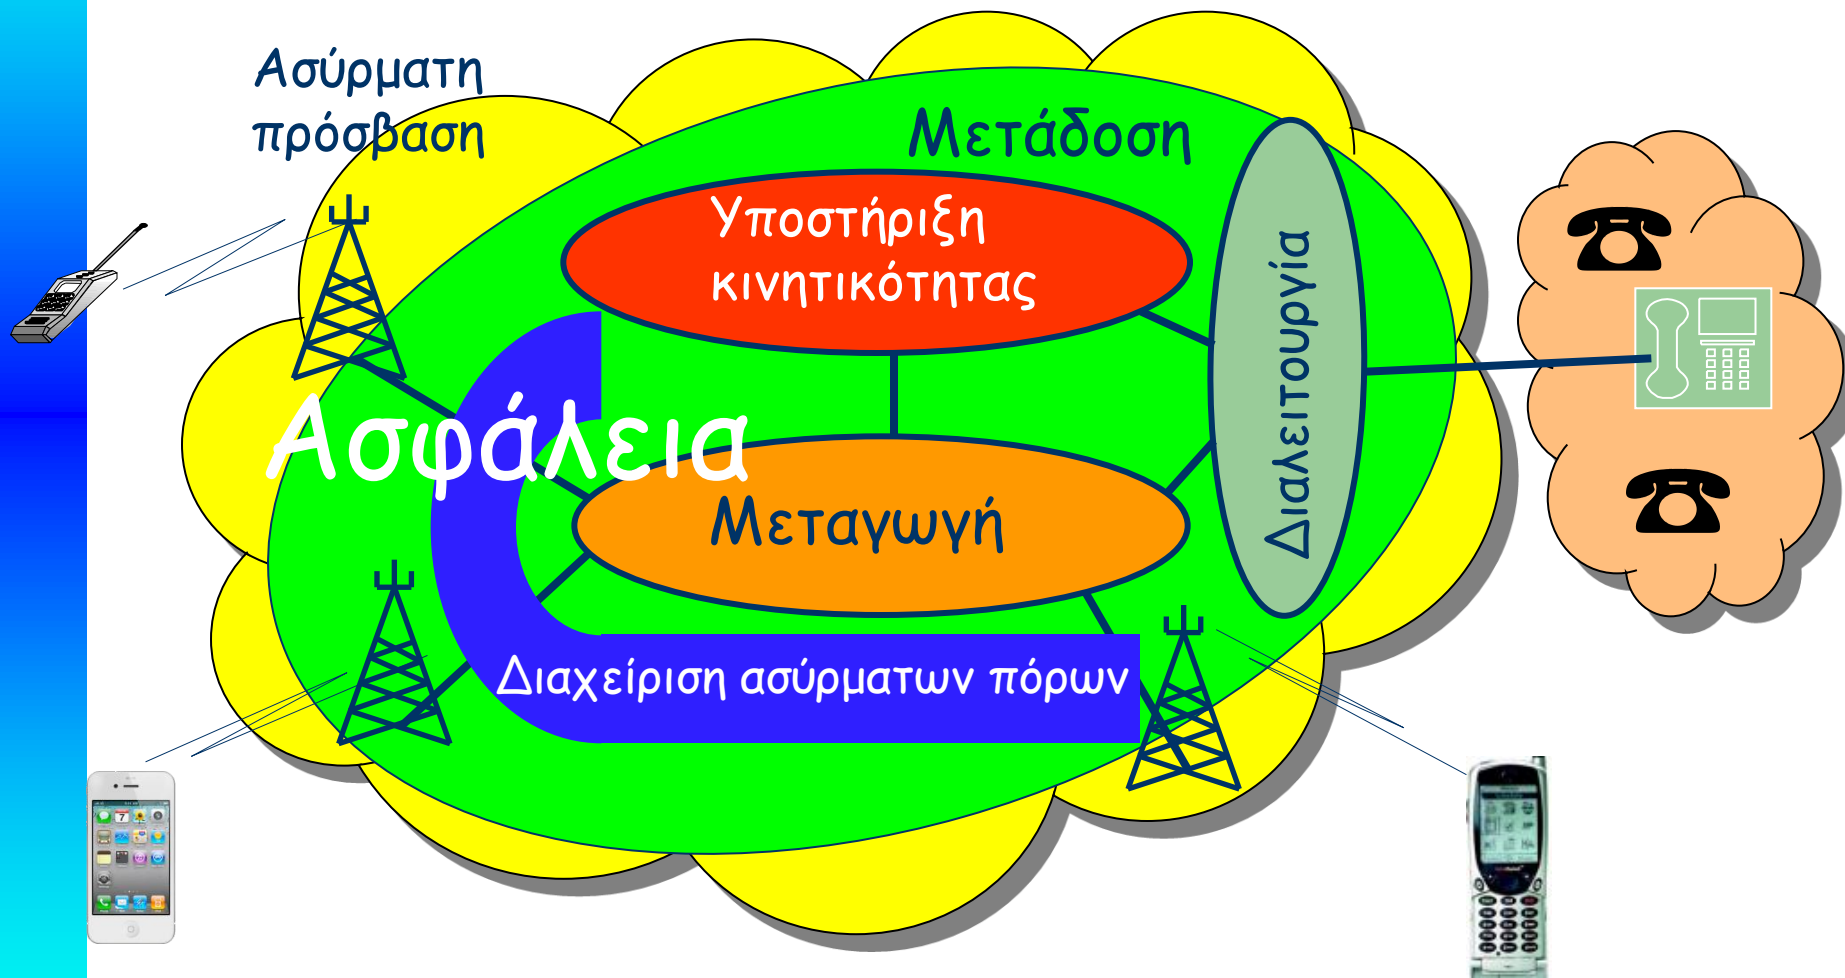 Ασύρματη
πρόσβαση
Μετάδοση
Υποστήριξη
κινητικότητας
Διαλειτουργία
Ασφάλεια
Μεταγωγή
Διαχείριση ασύρματων πόρων